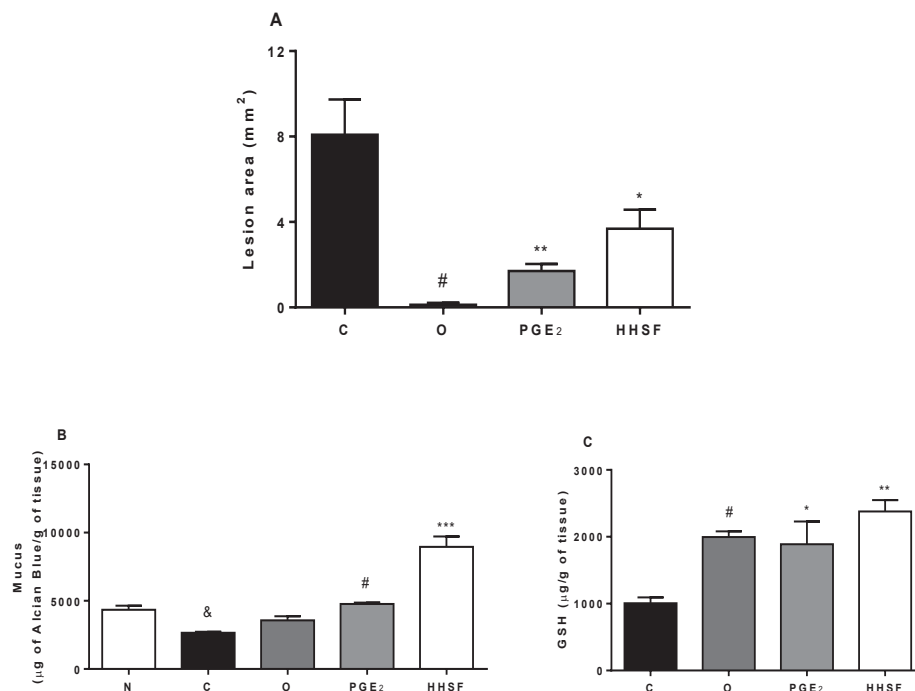 A
Lesion area (mm²)
12
8
4
0
#
**
*
C O PGE₂ HHSF
B
Mucus
(μg of Alcian Blue/g of tissue)
15000
10000
5000
0
&
#
***
N C O PGE₂ HHSF
C
GSH (μg/g of tissue)
3000
2000
1000
0
#
*
**
C O PGE₂ HHSF